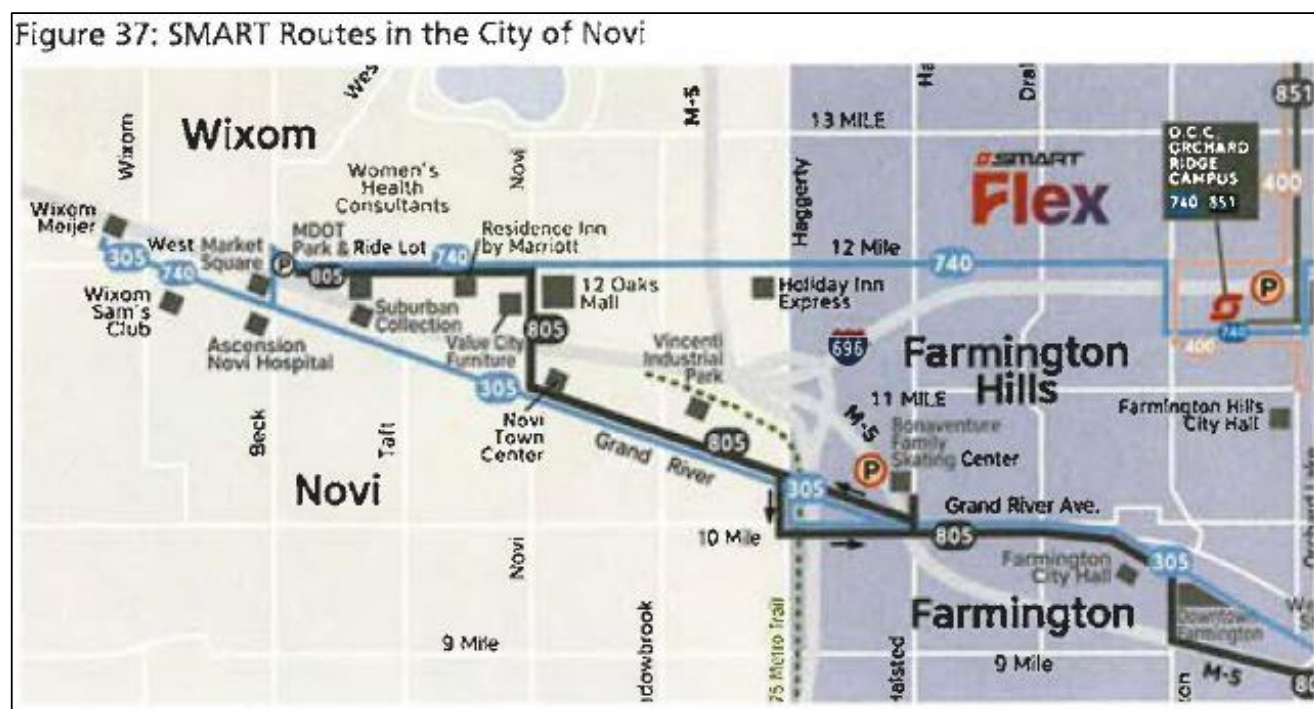 Figure 37: SMART Routes in the City of Novi
Wixom
Wixom
M-5
13 MILE
851
O.C.C.
ORCHARD
RIDGE
CAMPUS
740 851
SMART
Flex
400
Women's
Health
Consultants
Novi
Haggerty
Wixom
Meijer
305
West Market
Square
740
MDOT
Park & Ride Lot
P
805
740
Residence Inn
by Marriott
12 Mile
740
Wixom
Sam's
Club
Suburban
Collection
Value City
Furniture
12 Oaks
Mall
Holiday Inn
Express
P
740
400
Ascension
Novi Hospital
805
305
Vincenti
Industrial
Park
696
Farmington
Hills
11 MILE
M-5
Farmington Hills
City Hall
Beck
Taft
Novi
Town
Center
Grand River
805
Bonaventure
Family
Skating Center
P
305
Novi
Grand River Ave.
10 Mile
805
305
Farmington
City Hall
Novi
Farmington
Downtown
Farmington
9 Mile
Halsted
9 Mile
M-5